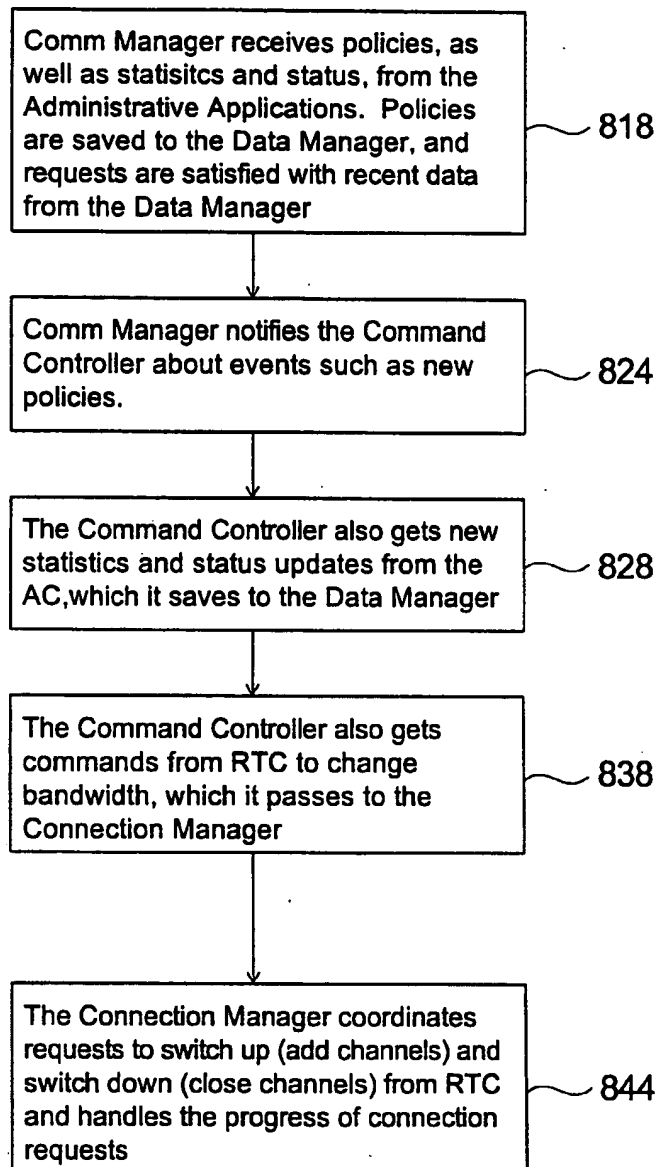 Comm Manager receives policies, as
well as statisitcs and status, from the
Administrative Applications. Policies
are saved to the Data Manager, and
requests are satisfied with recent data
from the Data Manager
818
Comm Manager notifies the Command
Controller about events such as new
policies.
824
The Command Controller also gets new
statistics and status updates from the
AC,which it saves to the Data Manager
828
The Command Controller also gets
commands from RTC to change
bandwidth, which it passes to the
Connection Manager
838
The Connection Manager coordinates
requests to switch up (add channels) and
switch down (close channels) from RTC
and handles the progress of connection
requests
844